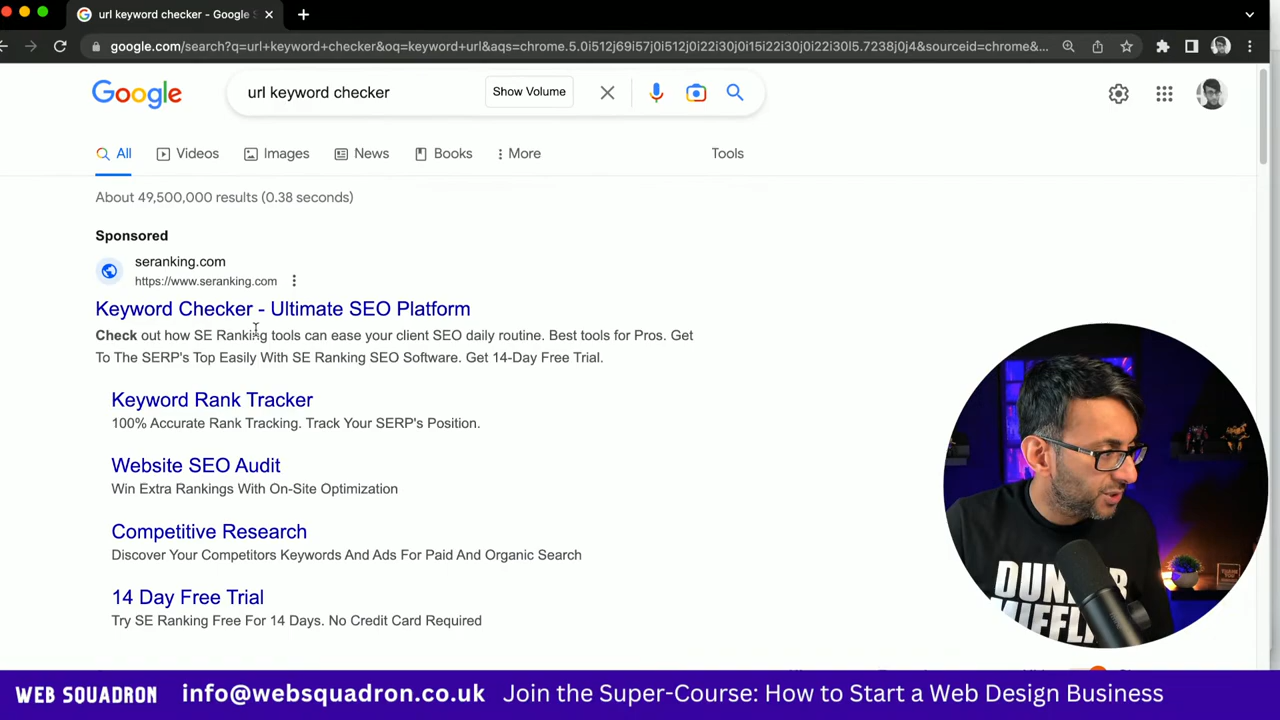 url keyword checker - Google S
google.com/search?q=url+keyword+checker&oq=keyword+url&aqs=chrome.5.0i512j69i57j0i512j0i22i30j0i15i22i30j0i22i30l5.7238j0j4&sourceid=chrome&...
Google
url keyword checker
Show Volume
All
Videos
Images
News
Books
More
Tools
About 49,500,000 results (0.38 seconds)
Sponsored
seranking.com
https://www.seranking.com
Keyword Checker - Ultimate SEO Platform
Check out how SE Ranking tools can ease your client SEO daily routine. Best tools for Pros. Get
To The SERP's Top Easily With SE Ranking SEO Software. Get 14-Day Free Trial.
Keyword Rank Tracker
100% Accurate Rank Tracking. Track Your SERP's Position.
Website SEO Audit
Win Extra Rankings With On-Site Optimization
Competitive Research
Discover Your Competitors Keywords And Ads For Paid And Organic Search
14 Day Free Trial
Try SE Ranking Free For 14 Days. No Credit Card Required
WEB SQUADRON
info@websquadron.co.uk
Join the Super-Course: How to Start a Web Design Business